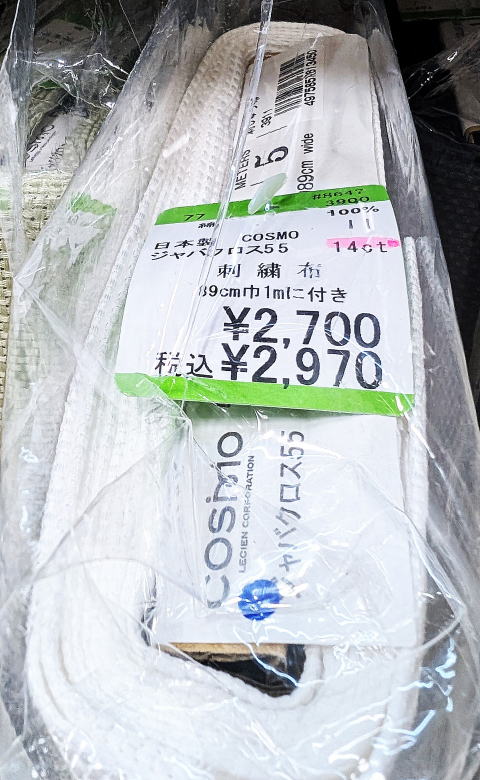 METERS 5
89cm wide
3911
#8647
77 3900
綿 100%
11
日本製 COSMO
ジャバクロス55 14ct
刺繍布
89cm巾1mに付き
¥2,700
税込¥2,970
cosmo
LECIEN CORPORATION
ジャバクロス55